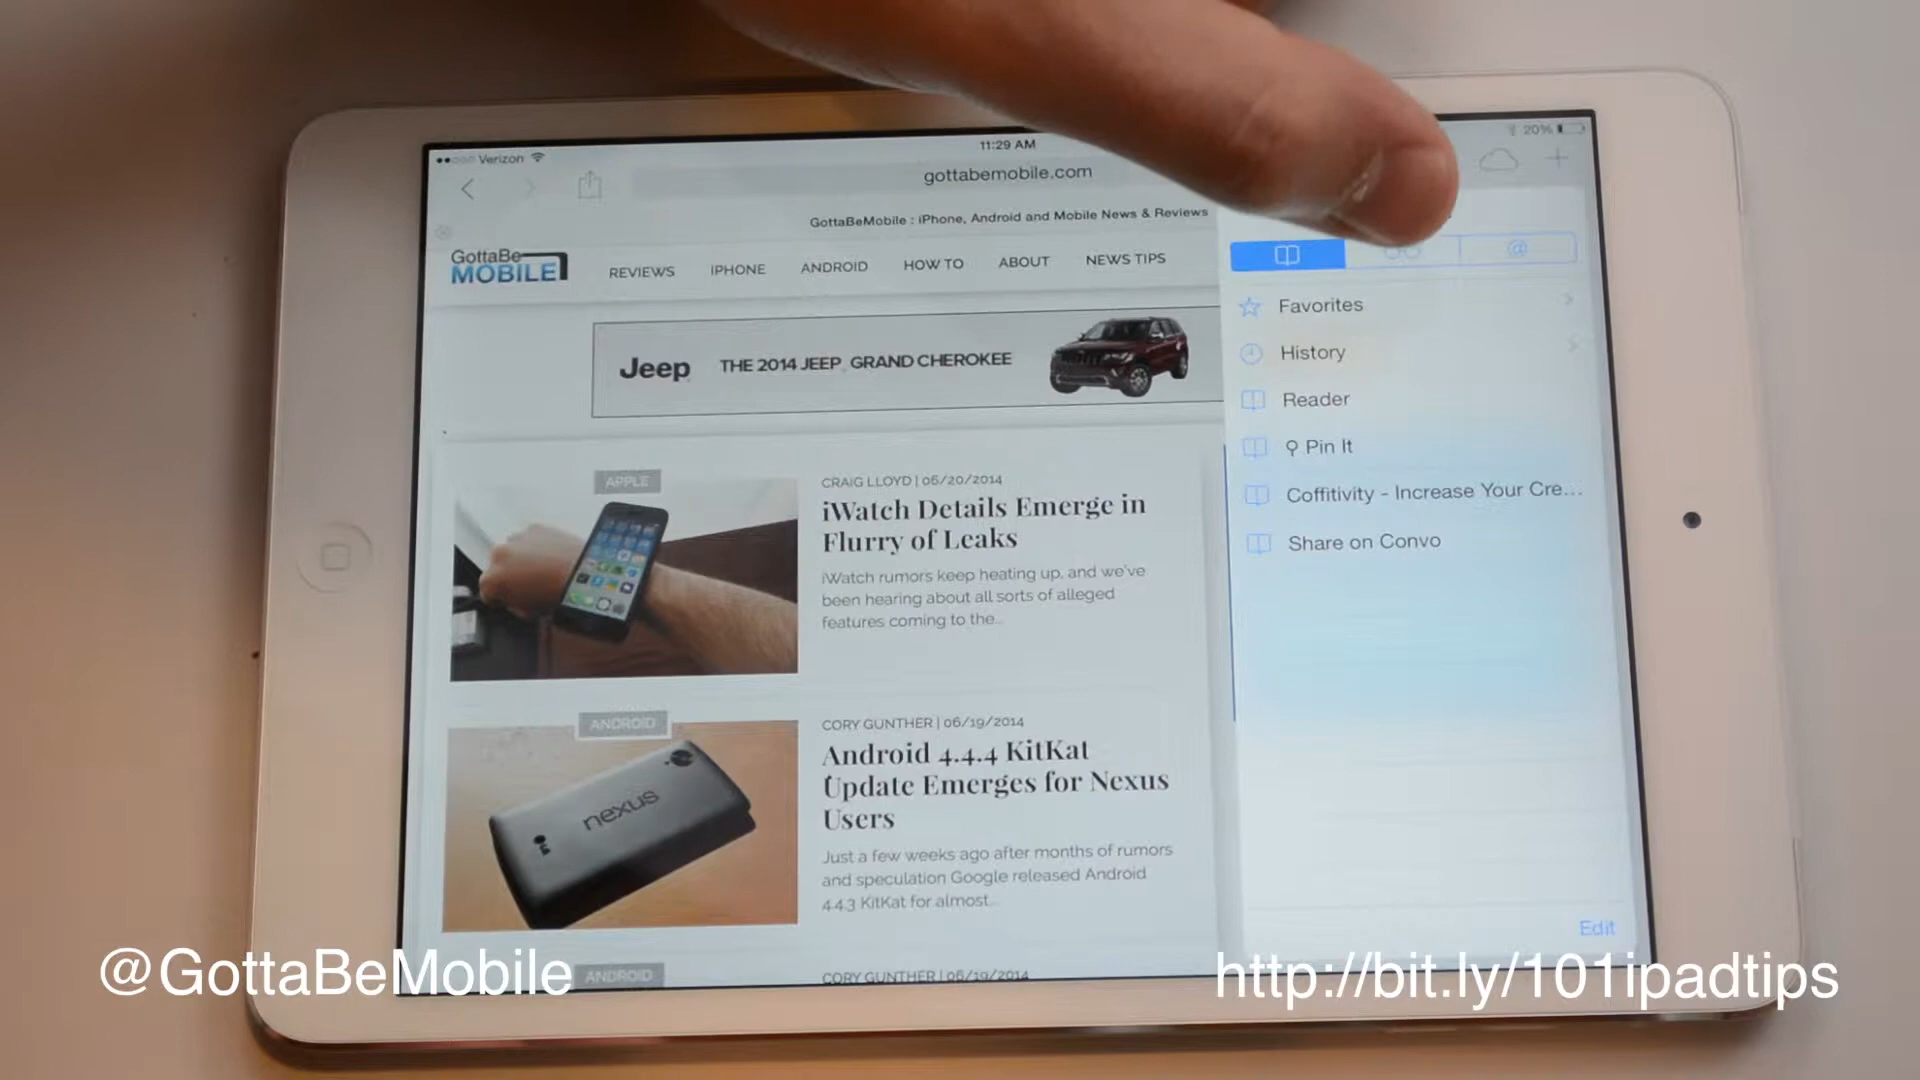 Verizon
11:29 AM
20%
gottabemobile.com
GottaBeMobile : iPhone, Android and Mobile News & Reviews
GottaBe
MOBILE
REVIEWS
IPHONE
ANDROID
HOW TO
ABOUT
NEWS TIPS
@
Jeep
THE 2014 JEEP GRAND CHEROKEE
Favorites
History
Reader
Pin It
Coffitivity - Increase Your Cre...
Share on Convo
Edit
APPLE
CRAIG LLOYD | 06/20/2014
iWatch Details Emerge in
Flurry of Leaks
iWatch rumors keep heating up, and we've
been hearing about all sorts of alleged
features coming to the...
ANDROID
nexus
CORY GUNTHER | 06/19/2014
Android 4.4.4 KitKat
Update Emerges for Nexus
Users
Just a few weeks ago after months of rumors
and speculation Google released Android
4.4.3 KitKat for almost...
ANDROID
CORY GUNTHER | 06/19/2014
@GottaBeMobile
http://bit.ly/101ipadtips